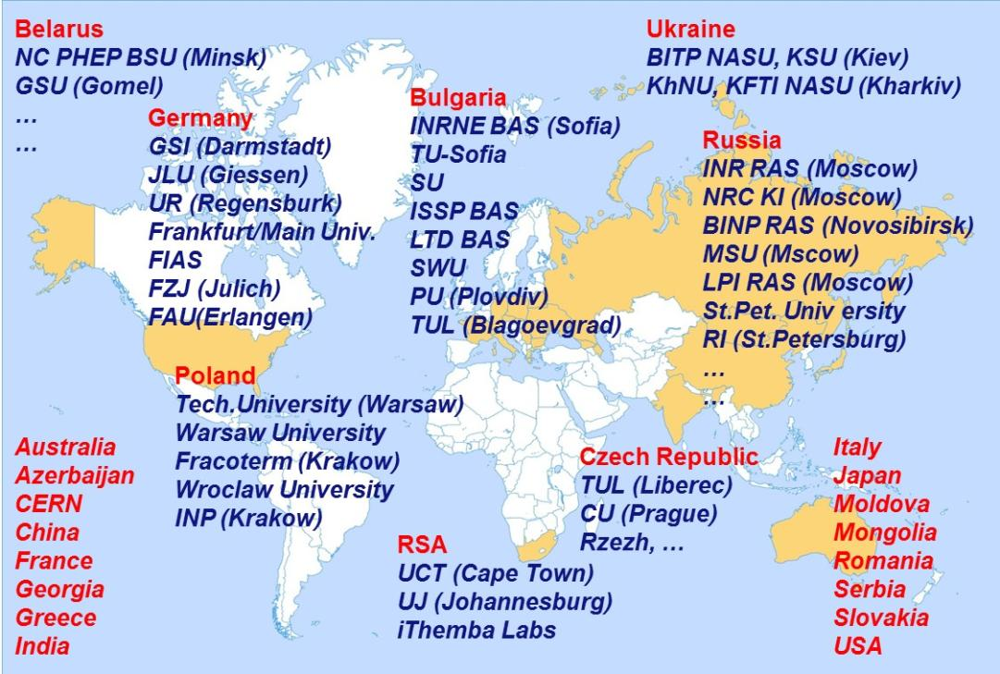 Belarus
NC PHEP BSU (Minsk)
GSU (Gomel)
…
…
Germany
GSI (Darmstadt)
JLU (Giessen)
UR (Regensburk)
Frankfurt/Main Univ.
FIAS
FZJ (Julich)
FAU(Erlangen)
Bulgaria
INRNE BAS (Sofia)
TU-Sofia
SU
ISSP BAS
LTD BAS
SWU
PU (Plovdiv)
TUL (Blagoevgrad)
Ukraine
BITP NASU, KSU (Kiev)
KhNU, KFTI NASU (Kharkiv)
Russia
INR RAS (Moscow)
NRC KI (Moscow)
BINP RAS (Novosibirsk)
MSU (Mscow)
LPI RAS (Moscow)
St.Pet. Univ ersity
RI (St.Petersburg)
…
…
Poland
Tech.University (Warsaw)
Warsaw University
Fracoterm (Krakow)
Wroclaw University
INP (Krakow)
Czech Republic
TUL (Liberec)
CU (Prague)
Rzezh, …
RSA
UCT (Cape Town)
UJ (Johannesburg)
iThemba Labs
Australia
Azerbaijan
CERN
China
France
Georgia
Greece
India
Italy
Japan
Moldova
Mongolia
Romania
Serbia
Slovakia
USA